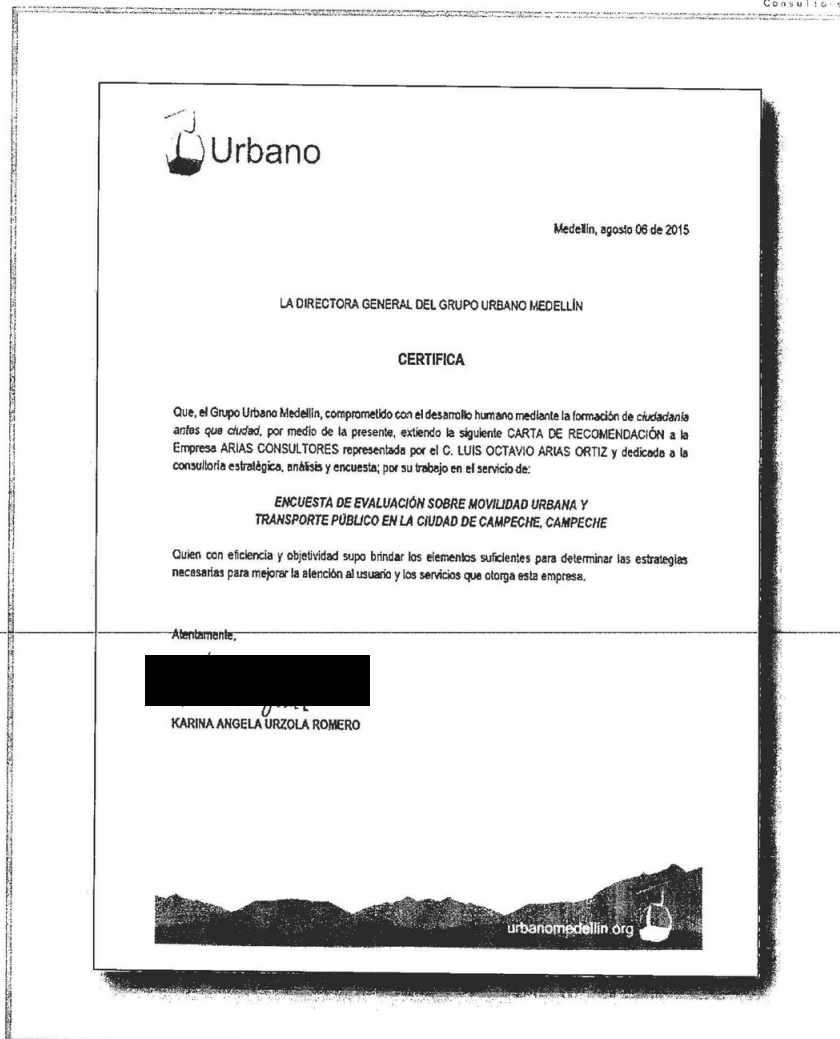 Consultores
Urbano
Medellín, agosto 06 de 2015
LA DIRECTORA GENERAL DEL GRUPO URBANO MEDELLÍN
CERTIFICA
Que, el Grupo Urbano Medellín, comprometido con el desarrollo humano mediante la formación de ciudadanía
antes que ciudad, por medio de la presente, extiendo la siguiente CARTA DE RECOMENDACIÓN a la
Empresa ARIAS CONSULTORES representada por el C. LUIS OCTAVIO ARIAS ORTIZ y dedicada a la
consultoría estratégica, análisis y encuesta; por su trabajo en el servicio de:
ENCUESTA DE EVALUACIÓN SOBRE MOVILIDAD URBANA Y
TRANSPORTE PÚBLICO EN LA CIUDAD DE CAMPECHE, CAMPECHE
Quien con eficiencia y objetividad supo brindar los elementos suficientes para determinar las estrategias
necesarias para mejorar la atención al usuario y los servicios que otorga esta empresa.
Atentamente,
KARINA ANGELA URZOLA ROMERO
urbanomedellin.org